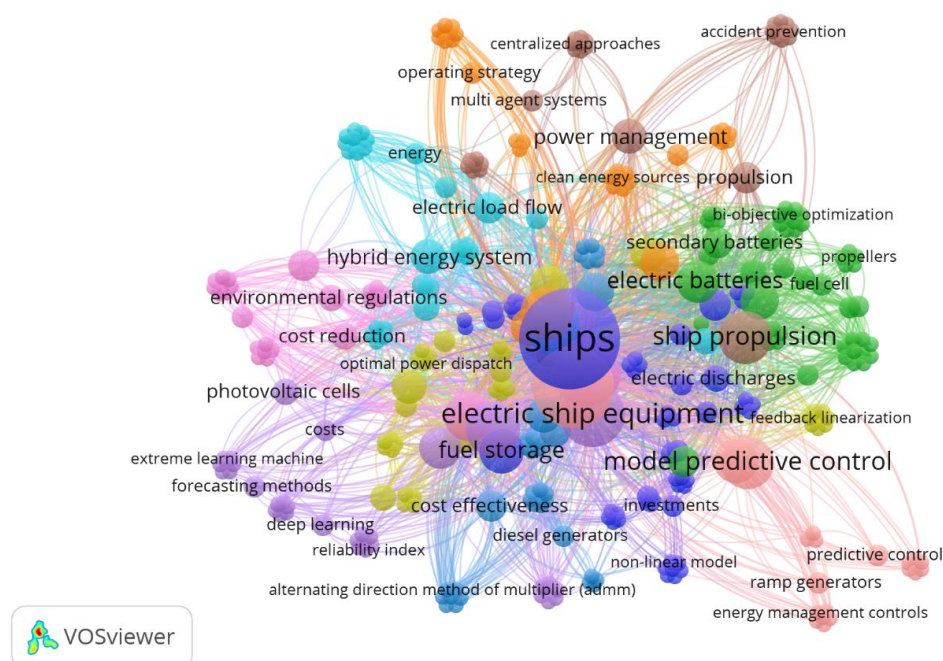 centralized approaches
accident prevention
operating strategy
multi agent systems
power management
energy
clean energy sources
propulsion
electric load flow
bi-objective optimization
hybrid energy system
secondary batteries
propellers
electric batteries
fuel cell
environmental regulations
ships
cost reduction
ship propulsion
optimal power dispatch
electric discharges
photovoltaic cells
electric ship equipment
feedback linearization
costs
fuel storage
extreme learning machine
model predictive control
forecasting methods
cost effectiveness
investments
deep learning
diesel generators
reliability index
non-linear model
predictive control
alternating direction method of multiplier (admm)
ramp generators
energy management controls
VOSviewer